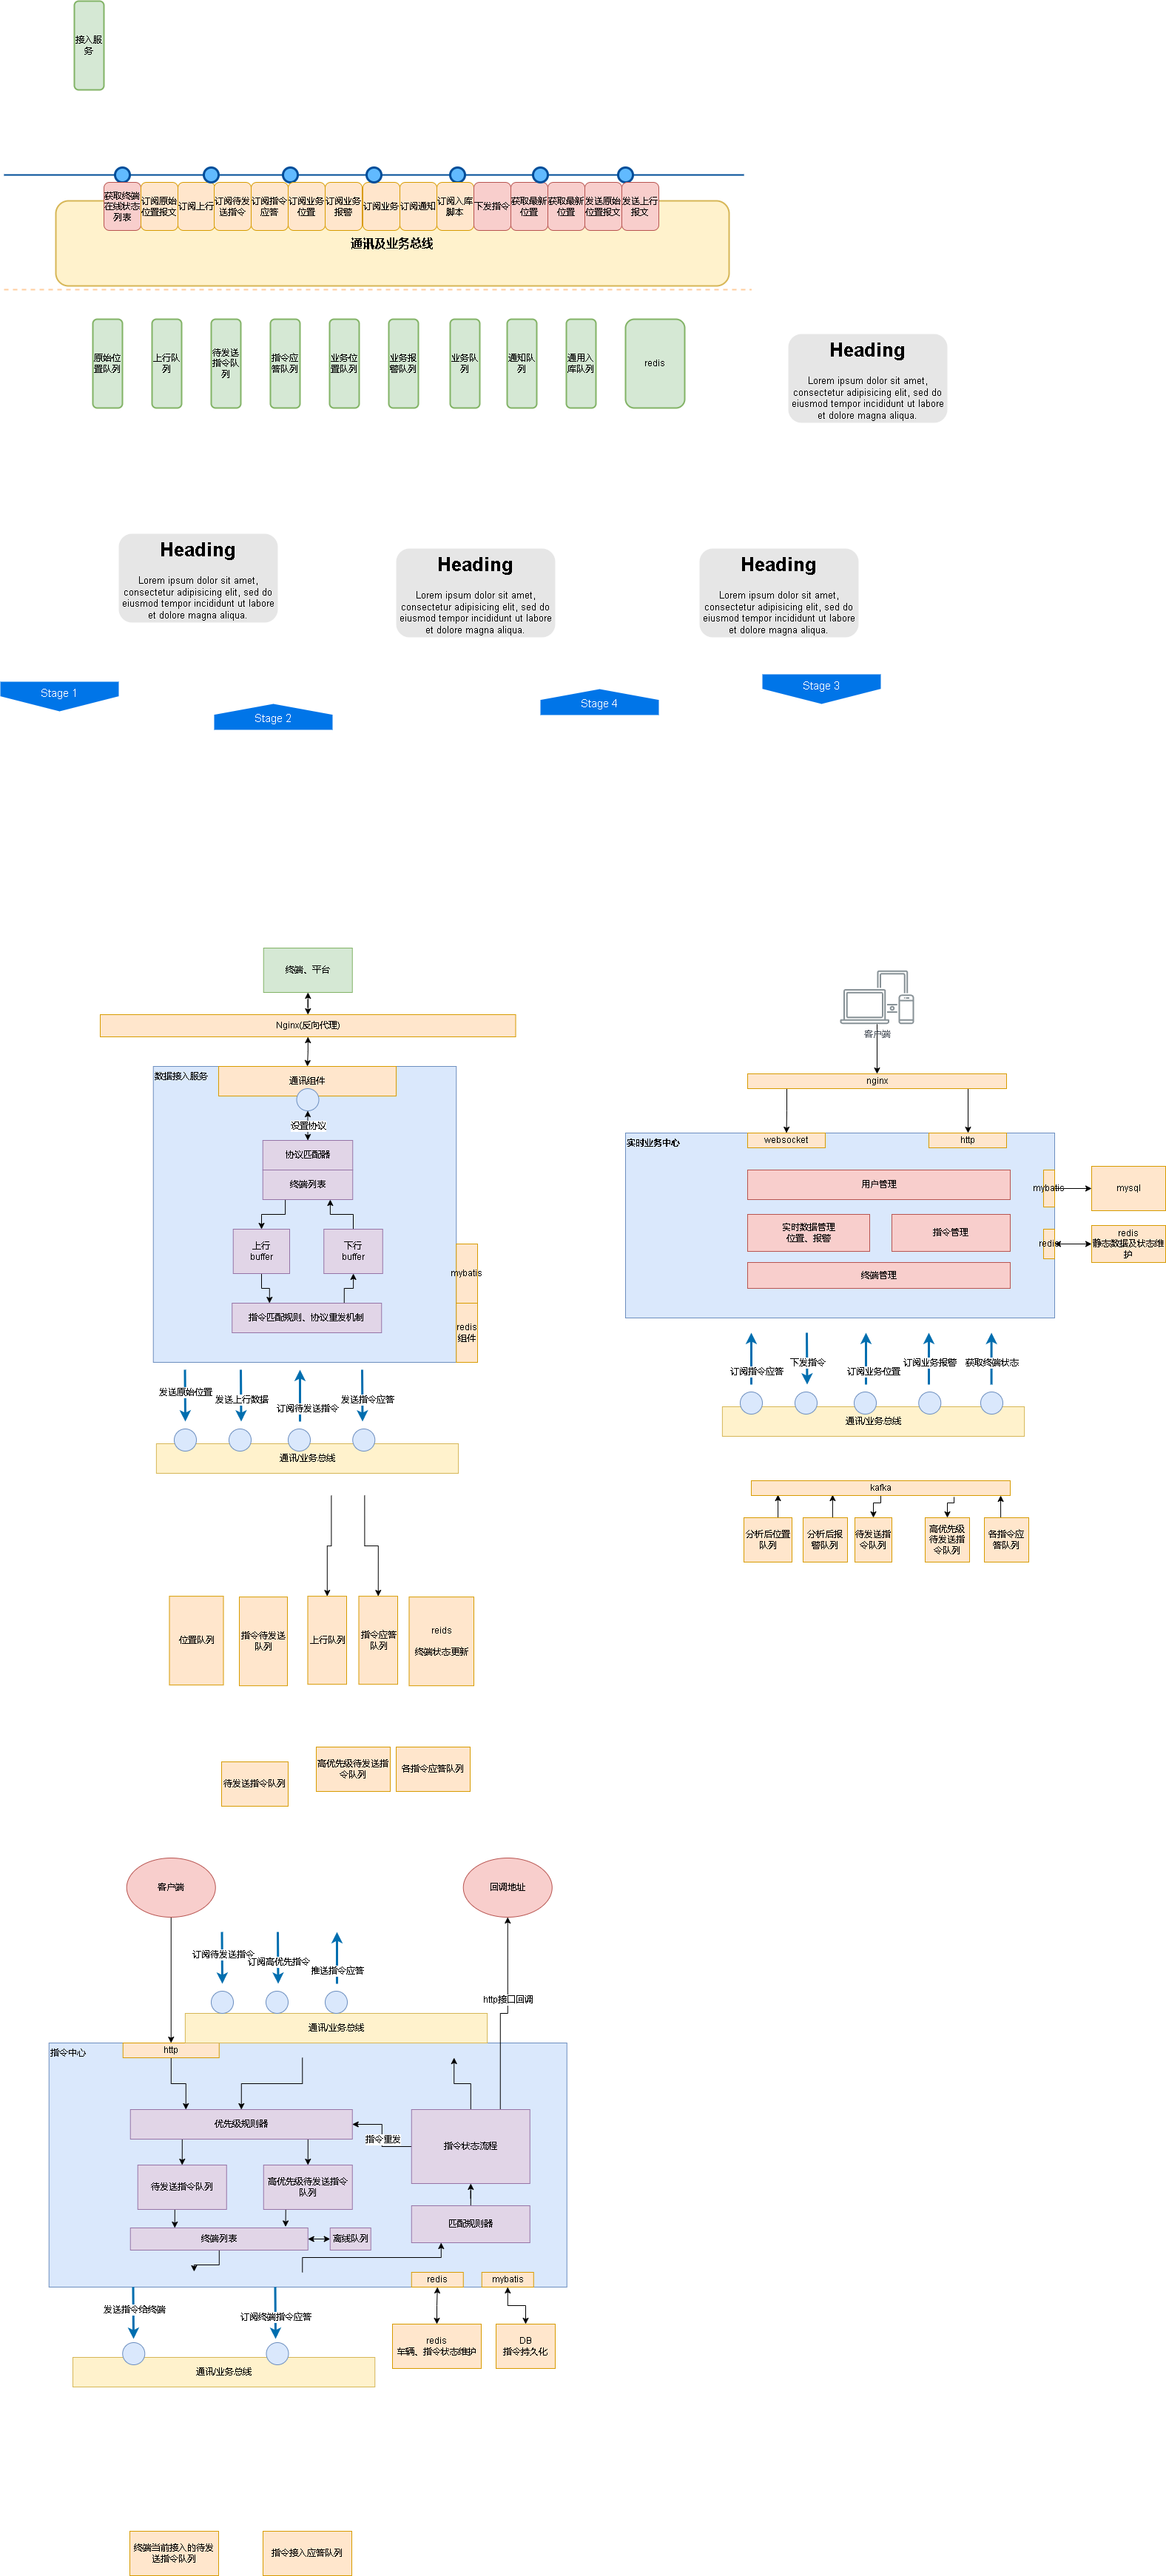 接入服
务
获取终端
在线状态
列表
订阅原始
位置报文
订阅上行
订阅待发
送指令
订阅指令
应答
订阅业务
位置
订阅业务
报警
订阅业务
订阅通知
订阅入库
脚本
下发指令
获取最新
位置
获取最新
位置
发送原始
位置报文
发送上行
报文
通讯及业务总线
原始位
置队列
上行队
列
待发送
指令队
列
指令应
答队列
业务位
置队列
业务报
警队列
业务队
列
通知队
列
通用入
库队列
redis
Heading
Lorem ipsum dolor sit amet,
consectetur adipisicing elit, sed do
eiusmod tempor incididunt ut labore
et dolore magna aliqua.
Heading
Lorem ipsum dolor sit amet,
consectetur adipisicing elit, sed do
eiusmod tempor incididunt ut labore
et dolore magna aliqua.
Heading
Lorem ipsum dolor sit amet,
consectetur adipisicing elit, sed do
eiusmod tempor incididunt ut labore
et dolore magna aliqua.
Heading
Lorem ipsum dolor sit amet,
consectetur adipisicing elit, sed do
eiusmod tempor incididunt ut labore
et dolore magna aliqua.
Stage 1
Stage 2
Stage 4
Stage 3
终端、平台
Nginx(反向代理)
数据接入服务
通讯组件
设置协议
协议匹配器
终端列表
上行
buffer
下行
buffer
指令匹配规则、协议重发机制
mybatis
redis
组件
发送原始位置
发送上行数据
订阅待发送指令
发送指令应答
通讯/业务总线
位置队列
指令待发送
队列
上行队列
指令应答
队列
reids
终端状态更新
待发送指令队列
高优先级待发送指
令队列
各指令应答队列
客户端
nginx
实时业务中心
websocket
http
用户管理
实时数据管理
位置、报警
指令管理
终端管理
mybatis
mysql
redis
redis
静态数据及状态维
护
订阅指令应答
下发指令
订阅业务位置
订阅业务报警
获取终端状态
通讯/业务总线
kafka
分析后位置
队列
分析后报
警队列
待发送指
令队列
高优先级
待发送指
令队列
各指令应
答队列
客户端
回调地址
订阅待发送指令
订阅高优先指令
推送指令应答
http接口回调
通讯/业务总线
指令中心
http
优先级规则器
指令重发
指令状态流程
待发送指令队列
高优先级待发送指令
队列
匹配规则器
终端列表
离线队列
redis
mybatis
发送指令给终端
订阅终端指令应答
redis
车辆、指令状态维护
DB
指令持久化
通讯/业务总线
终端当前接入的待发
送指令队列
指令接入应答队列